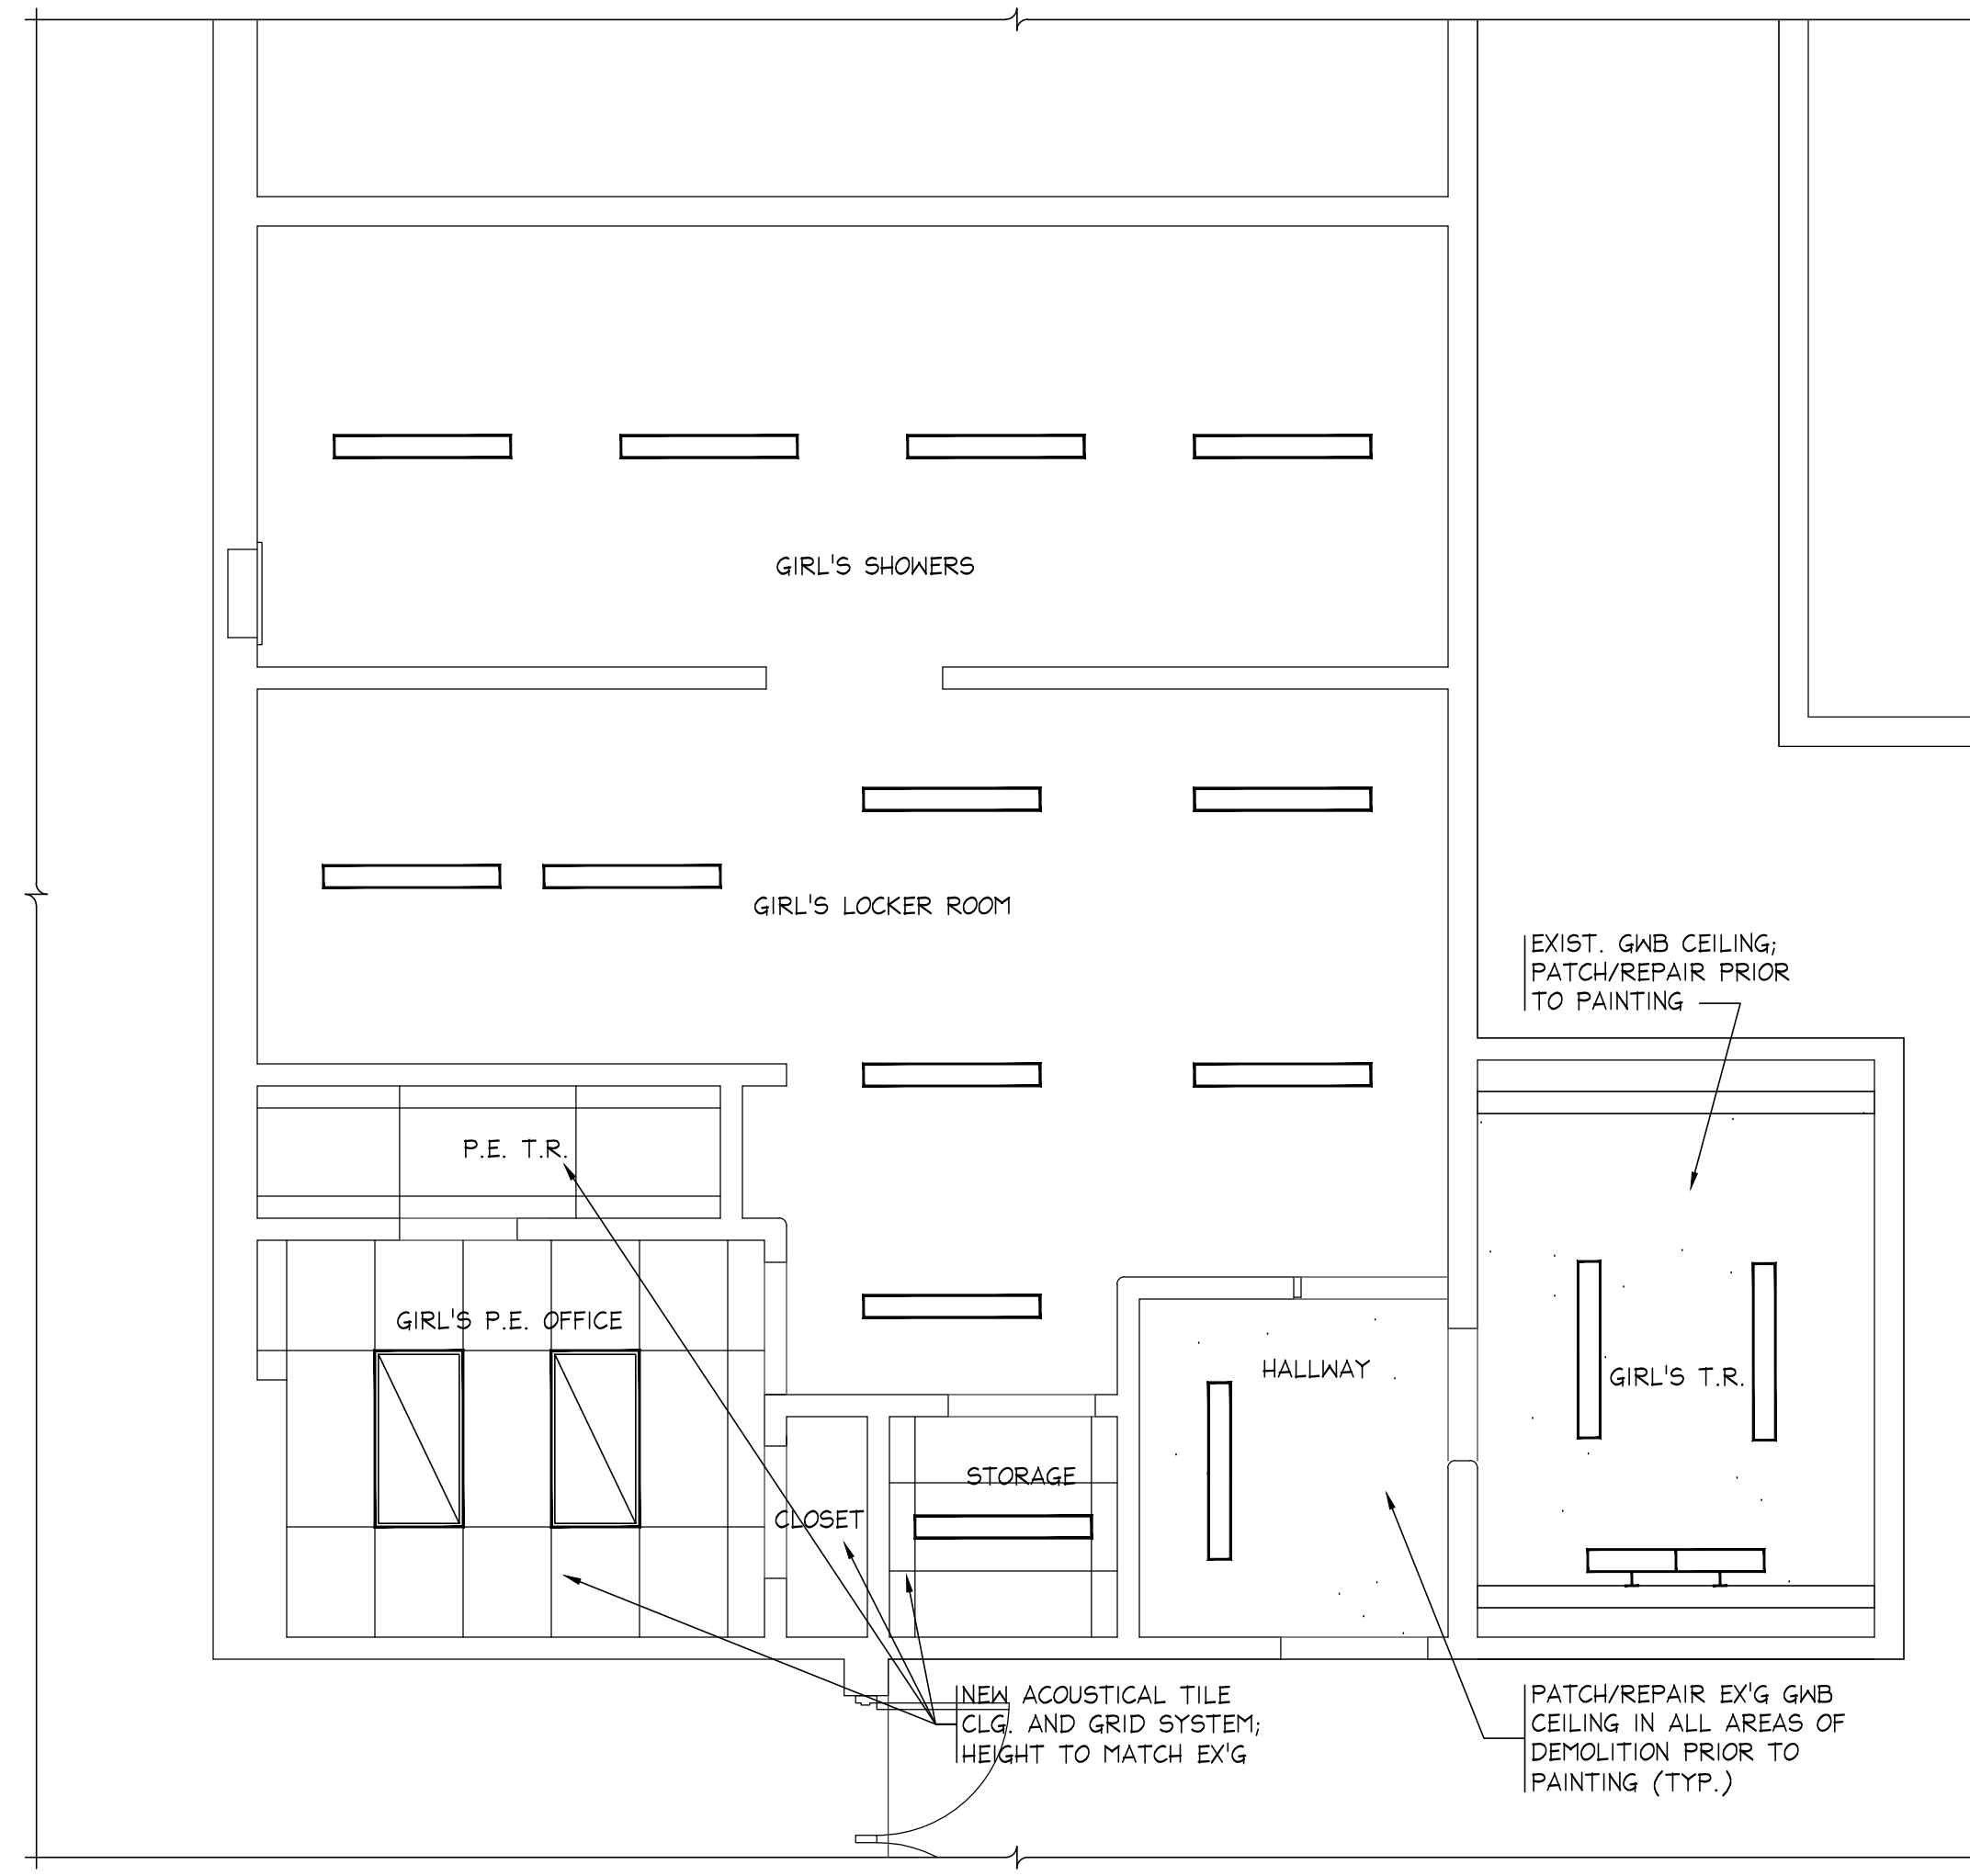 GIRL'S SHOWERS
GIRL'S LOCKER ROOM
EXIST. GWB CEILING;
PATCH/REPAIR PRIOR
TO PAINTING
P.E. T.R.
GIRL'S P.E. OFFICE
HALLWAY
GIRL'S T.R.
STORAGE
CLOSET
NEW ACOUSTICAL TILE
CLG. AND GRID SYSTEM;
HEIGHT TO MATCH EX'G
PATCH/REPAIR EX'G GWB
CEILING IN ALL AREAS OF
DEMOLITION PRIOR TO
PAINTING (TYP.)